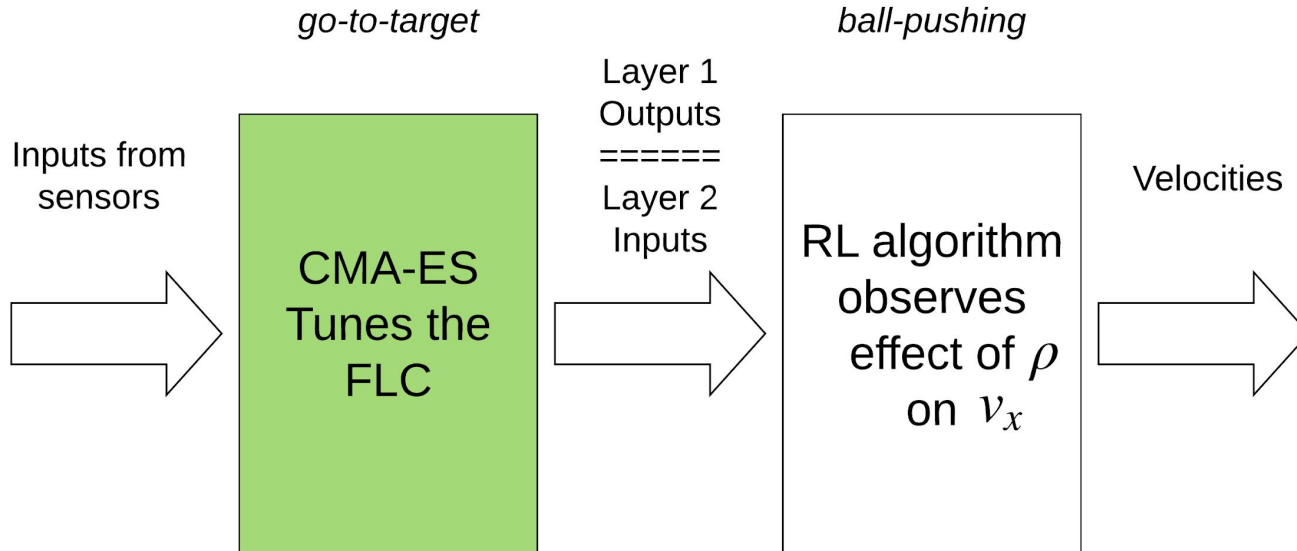 go-to-target
ball-pushing
Inputs from
sensors
CMA-ES
Tunes the
FLC
Layer 1
Outputs
======
Layer 2
Inputs
RL algorithm
observes
effect of ρ
on v_x
Velocities